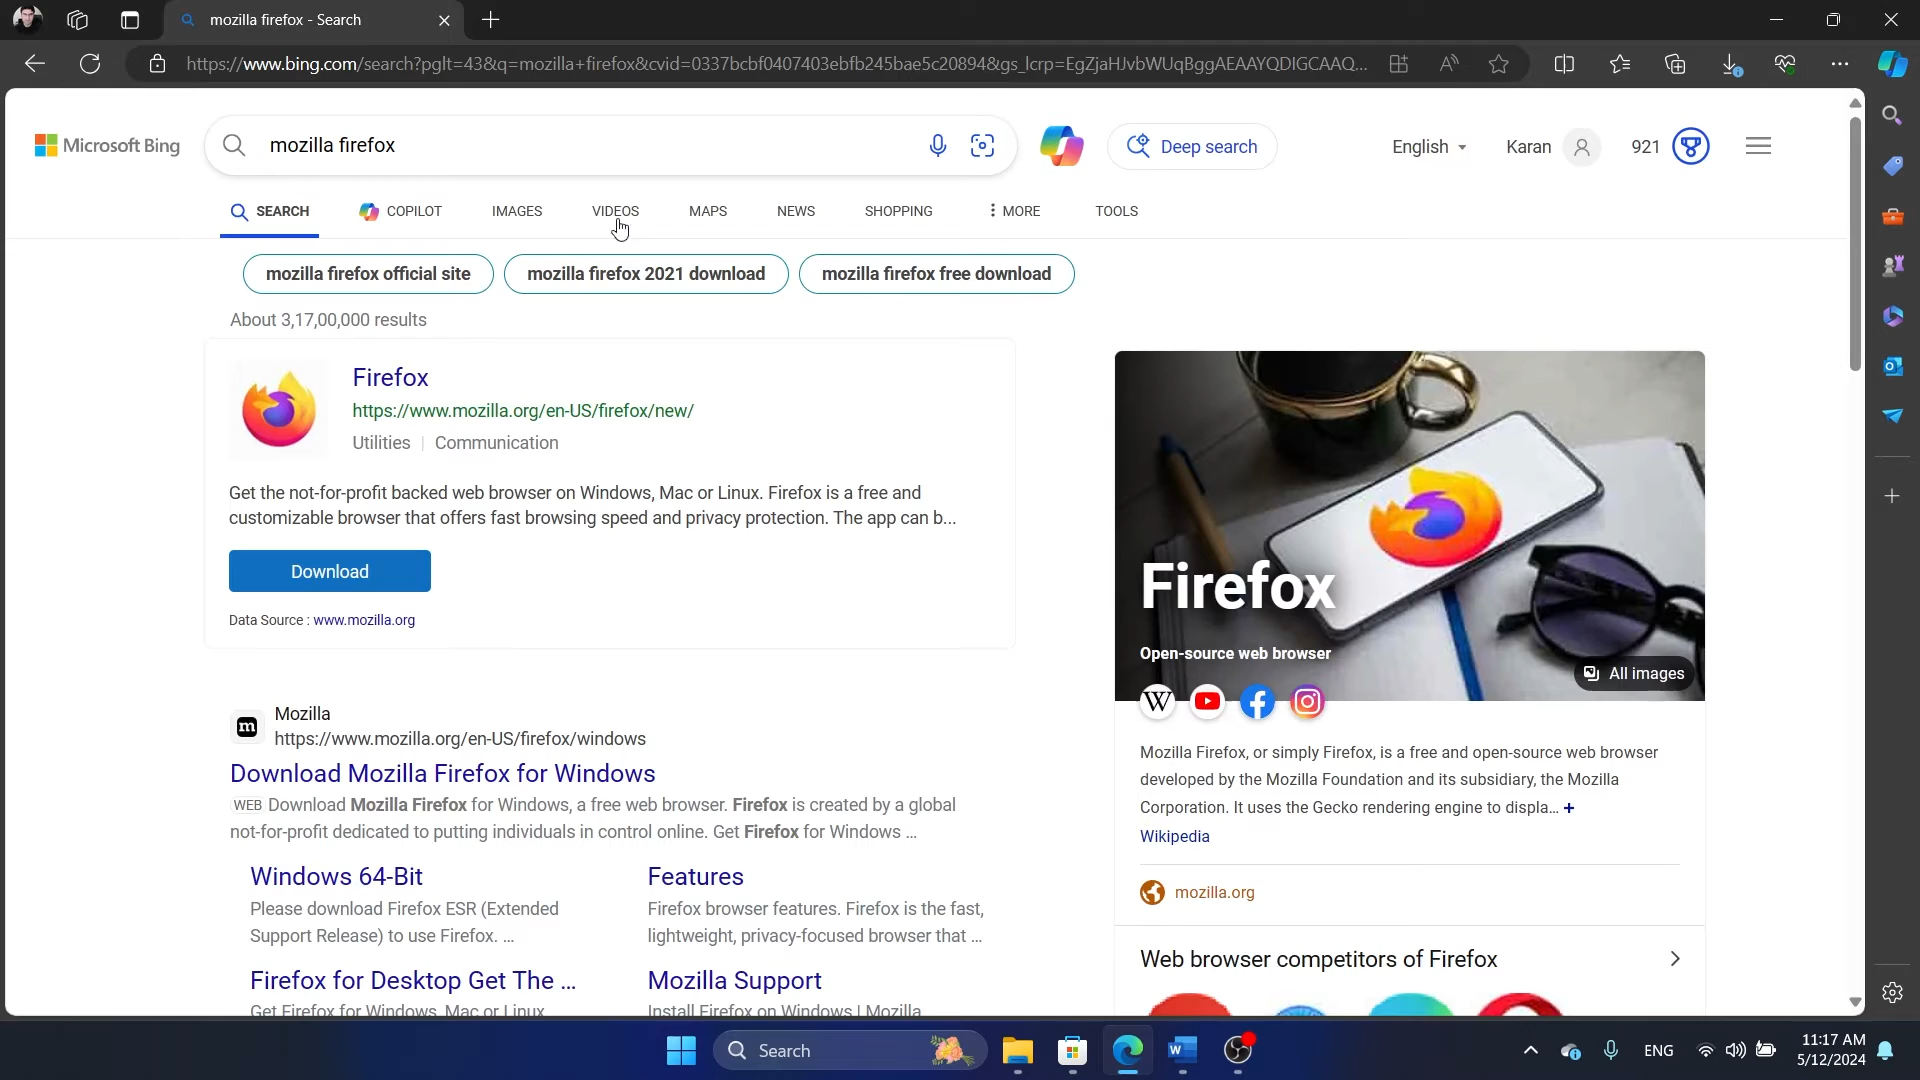 mozilla firefox - Search
https://www.bing.com/search?pglt=43&q=mozilla+firefox&cvid=0337bcbf0407403ebfb245bae5c20894&gs_lcrp=EgZjaHJvbWUqBggAEAAYQDIGCAAQ...
Microsoft Bing
mozilla firefox
Deep search
English
Karan
921
SEARCH
COPILOT
IMAGES
VIDEOS
MAPS
NEWS
SHOPPING
MORE
TOOLS
mozilla firefox official site
mozilla firefox 2021 download
mozilla firefox free download
About 3,17,00,000 results
Firefox
https://www.mozilla.org/en-US/firefox/new/
Utilities | Communication
Get the not-for-profit backed web browser on Windows, Mac or Linux. Firefox is a free and
customizable browser that offers fast browsing speed and privacy protection. The app can b...
Download
Data Source : www.mozilla.org
m
Mozilla
https://www.mozilla.org/en-US/firefox/windows
Download Mozilla Firefox for Windows
WEB Download Mozilla Firefox for Windows, a free web browser. Firefox is created by a global
not-for-profit dedicated to putting individuals in control online. Get Firefox for Windows ...
Windows 64-Bit
Please download Firefox ESR (Extended
Support Release) to use Firefox. ...
Features
Firefox browser features. Firefox is the fast,
lightweight, privacy-focused browser that ...
Firefox for Desktop Get The ...
Get Firefox for Windows, Mac or Linux
Mozilla Support
Install Firefox on Windows | Mozilla
Firefox
Open-source web browser
All images
W
Mozilla Firefox, or simply Firefox, is a free and open-source web browser
developed by the Mozilla Foundation and its subsidiary, the Mozilla
Corporation. It uses the Gecko rendering engine to displa... +
Wikipedia
mozilla.org
Web browser competitors of Firefox
Search
ENG
11:17 AM
5/12/2024